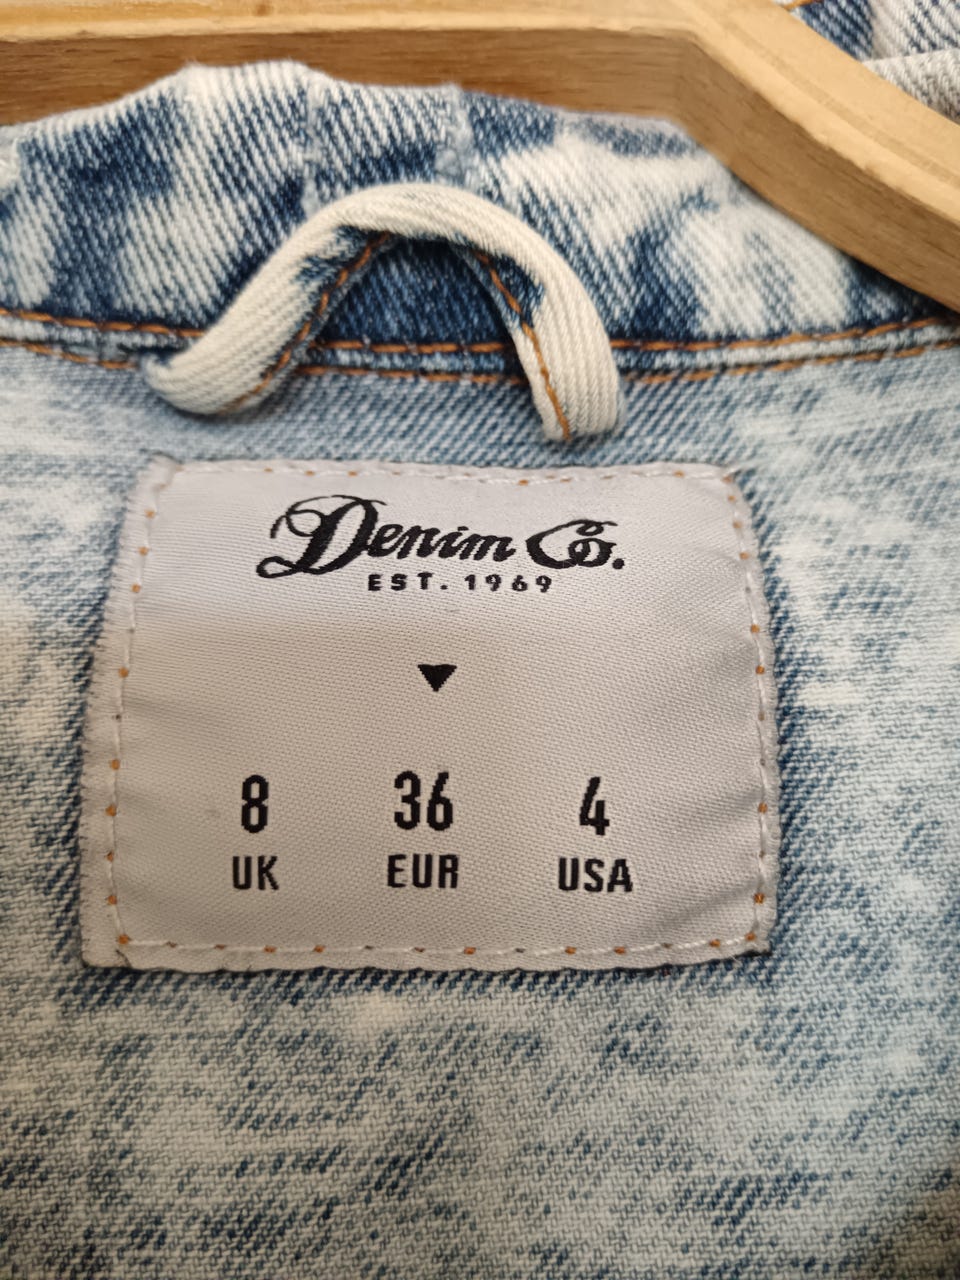 Denim Co.
EST. 1969
8 36 4
UK EUR USA